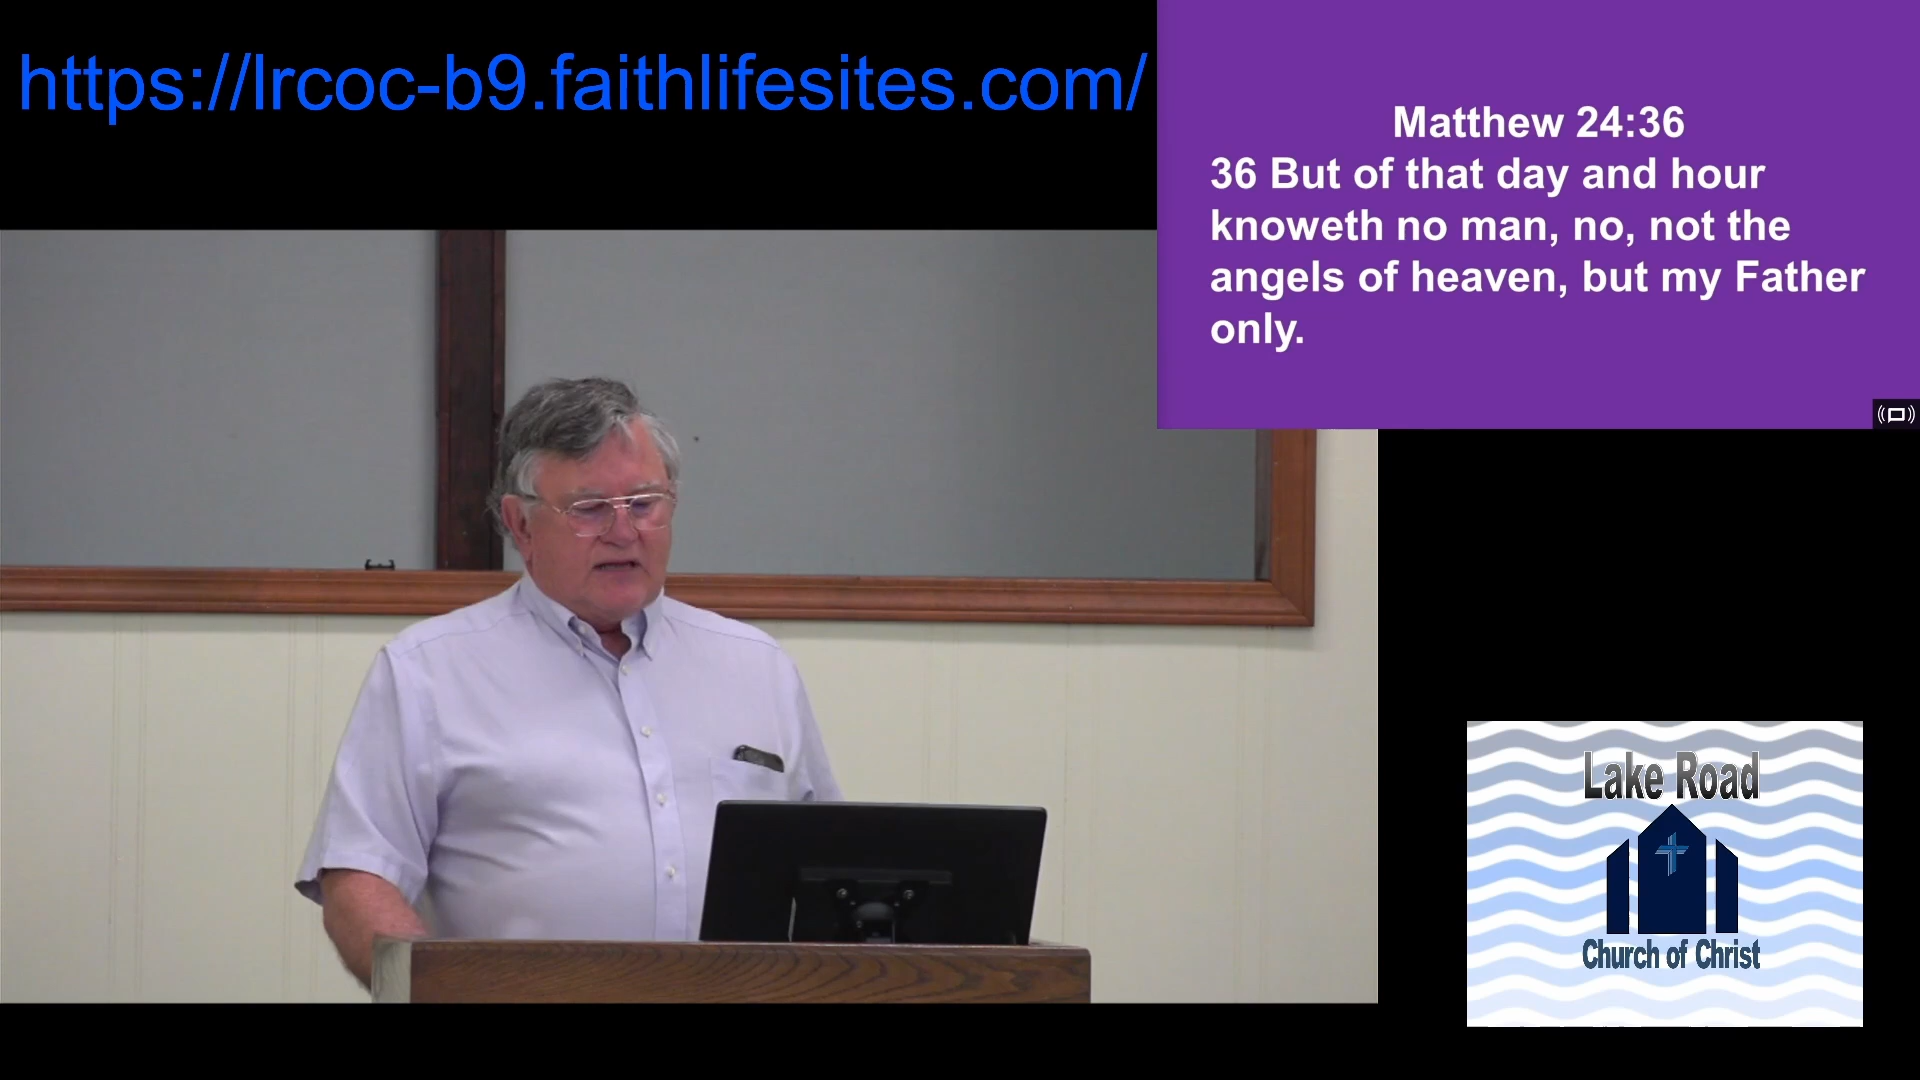 https://lrcoc-b9.faithlifesites.com/
Matthew 24:36
36 But of that day and hour
knoweth no man, no, not the
angels of heaven, but my Father
only.
Lake Road
Church of Christ